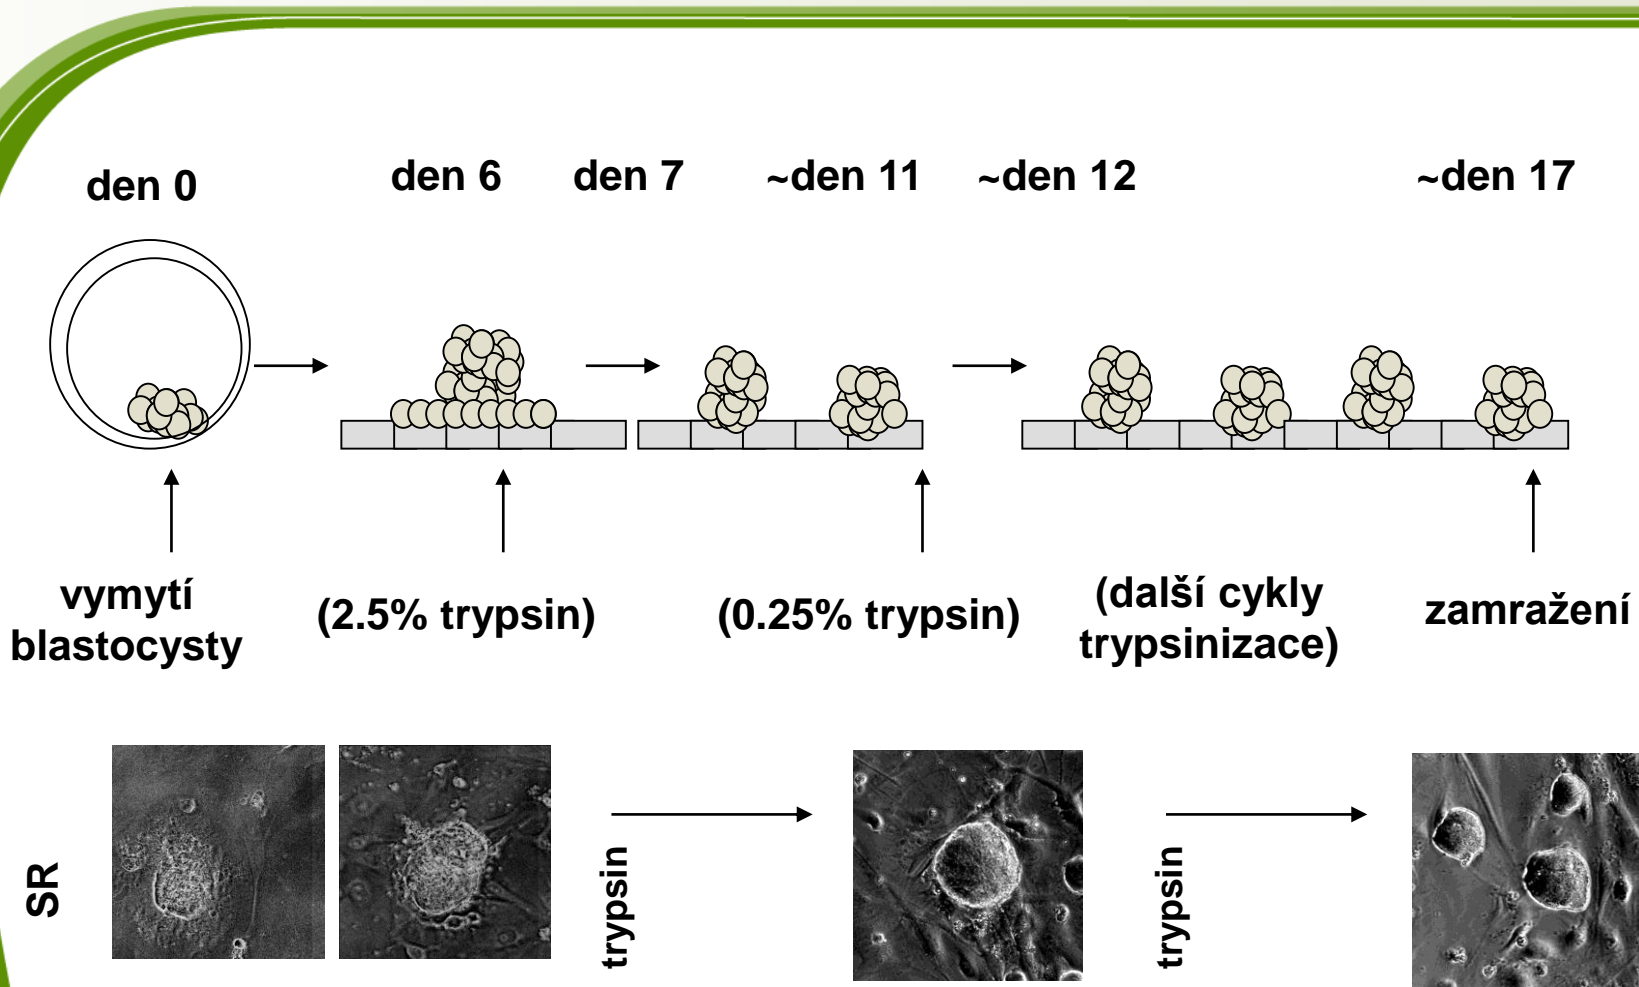 den 0
den 6
den 7
~den 11
~den 12
~den 17
vymytí
blastocysty
(2.5% trypsin)
(0.25% trypsin)
(další cykly
trypsinizace)
zamražení
SR
trypsin
trypsin